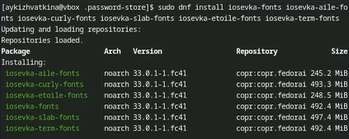 [aykizhvatkina@vbox .password-store]$ sudo dnf install iosevka-fonts iosevka-aile-fo
nts iosevka-curly-fonts iosevka-slab-fonts iosevka-etoile-fonts iosevka-term-fonts
Updating and loading repositories:
Repositories loaded.
Package Arch Version Repository Size
Installing:
iosevka-aile-fonts noarch 33.0.1-1.fc41 copr:copr.fedorai 245.2 MiB
iosevka-curly-fonts noarch 33.0.1-1.fc41 copr:copr.fedorai 493.3 MiB
iosevka-etoile-fonts noarch 33.0.1-1.fc41 copr:copr.fedorai 248.5 MiB
iosevka-fonts noarch 33.0.1-1.fc41 copr:copr.fedorai 492.4 MiB
iosevka-slab-fonts noarch 33.0.1-1.fc41 copr:copr.fedorai 497.4 MiB
iosevka-term-fonts noarch 33.0.1-1.fc41 copr:copr.fedorai 492.4 MiB